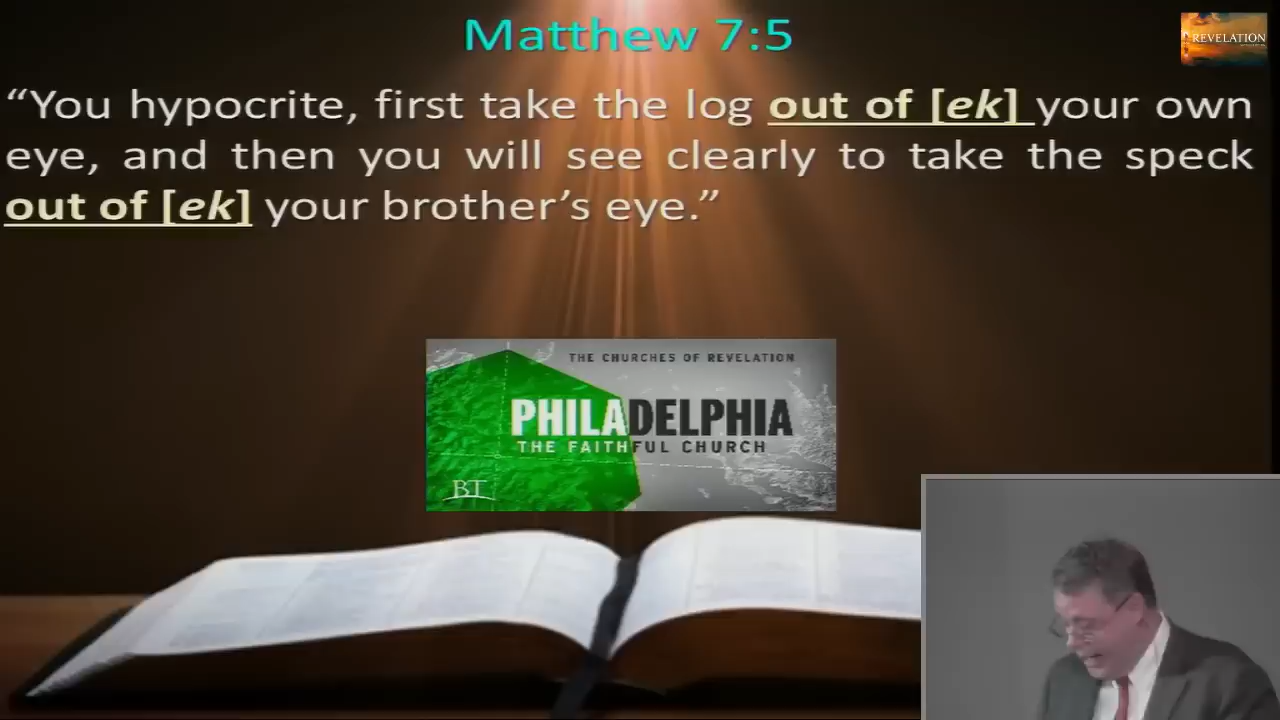 Matthew 7:5
REVELATION
“You hypocrite, first take the log out of [ek] your own
eye, and then you will see clearly to take the speck
out of [ek] your brother’s eye.”
THE CHURCHES OF REVELATION
PHILADELPHIA
THE FAITHFUL CHURCH
BT